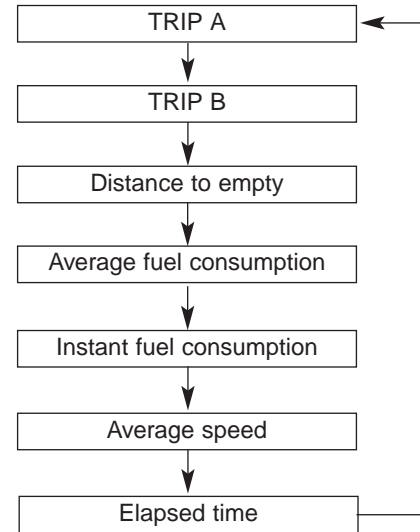 TRIP A
TRIP B
Distance to empty
Average fuel consumption
Instant fuel consumption
Average speed
Elapsed time